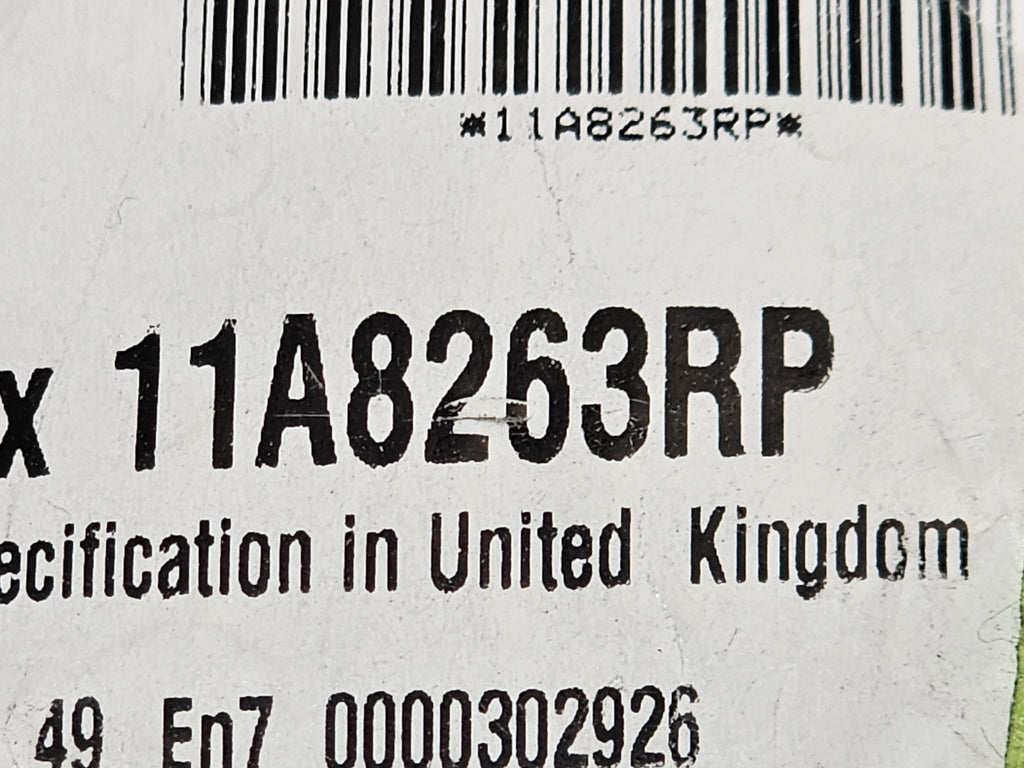 *11A8263RP*
x 11A8263RP
ecification in United Kingdom
49 En7 0000302926